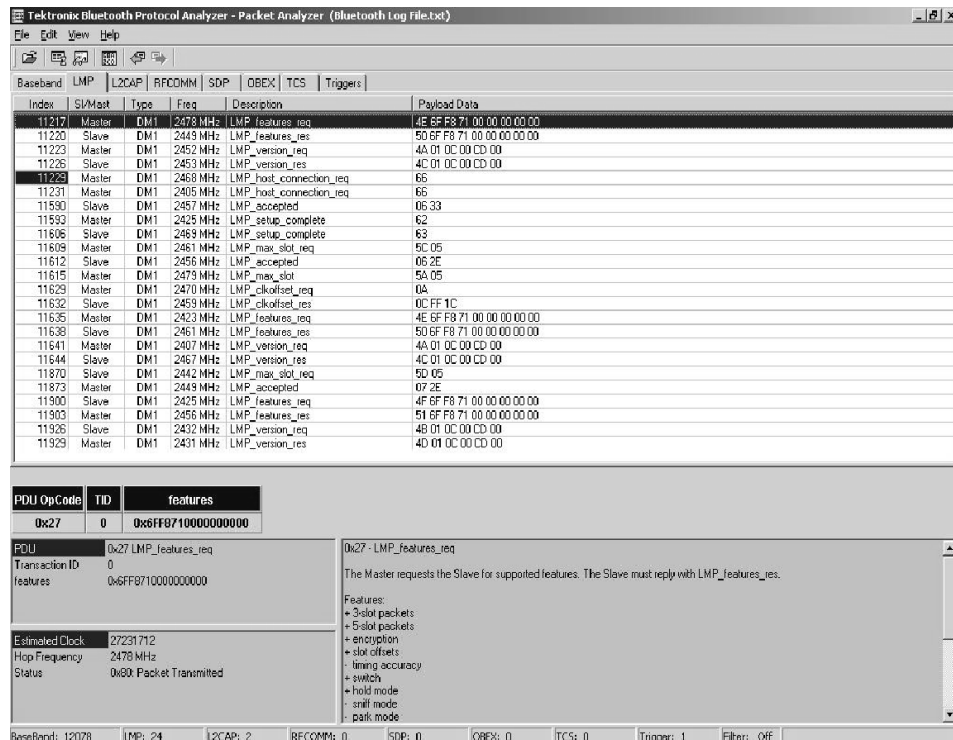 Tektronix Bluetooth Protocol Analyzer - Packet Analyzer (Bluetooth Log File.txt)
File Edit View Help
Baseband LMP L2CAP RFCOMM SDP OBEX TCS Triggers
Index Sl/Mast Type Freq Description Payload Data
11217 Master DM1 2478 MHz LMP_features_req 4E 6F F8 71 00 00 00 00 00
11220 Slave DM1 2449 MHz LMP_features_res 50 6F F8 71 00 00 00 00 00
11223 Master DM1 2452 MHz LMP_version_req 4A 01 0C 00 CD 00
11226 Slave DM1 2453 MHz LMP_version_res 4C 01 0C 00 CD 00
11229 Master DM1 2468 MHz LMP_host_connection_req 66
11231 Master DM1 2405 MHz LMP_host_connection_req 66
11590 Slave DM1 2457 MHz LMP_accepted 06 33
11593 Master DM1 2425 MHz LMP_setup_complete 62
11606 Slave DM1 2469 MHz LMP_setup_complete 63
11609 Master DM1 2461 MHz LMP_max_slot_req 5C 05
11612 Slave DM1 2456 MHz LMP_accepted 06 2E
11615 Master DM1 2479 MHz LMP_max_slot 5A 05
11629 Master DM1 2470 MHz LMP_clkoffset_req 0A
11632 Slave DM1 2459 MHz LMP_clkoffset_res 0C FF 1C
11635 Master DM1 2423 MHz LMP_features_req 4E 6F F8 71 00 00 00 00 00
11638 Slave DM1 2461 MHz LMP_features_res 50 6F F8 71 00 00 00 00 00
11641 Master DM1 2407 MHz LMP_version_req 4A 01 0C 00 CD 00
11644 Slave DM1 2467 MHz LMP_version_res 4C 01 0C 00 CD 00
11870 Slave DM1 2442 MHz LMP_max_slot_req 5D 05
11873 Master DM1 2449 MHz LMP_accepted 07 2E
11900 Slave DM1 2425 MHz LMP_features_req 4F 6F F8 71 00 00 00 00 00
11903 Master DM1 2456 MHz LMP_features_res 51 6F F8 71 00 00 00 00 00
11926 Slave DM1 2432 MHz LMP_version_req 4B 01 0C 00 CD 00
11929 Master DM1 2431 MHz LMP_version_res 4D 01 0C 00 CD 00
PDU OpCode TID features
0x27 0 0x6FF8710000000000
PDU 0x27 LMP_features_req
Transaction ID 0
features 0x6FF8710000000000
Estimated Clock 27231712
Hop Frequency 2478 MHz
Status 0x80: Packet Transmitted
0x27 - LMP_features_req
The Master requests the Slave for supported features. The Slave must reply with LMP_features_res.
Features:
+ 3-slot packets
+ 5-slot packets
+ encryption
+ slot offsets
- timing accuracy
+ switch
+ hold mode
- sniff mode
- park mode
BaseBand: 12078 LMP: 24 L2CAP: 2 RFCOMM: 0 SDP: 0 OBEX: 0 TCS: 0 Trigger: 1 Filter: Off